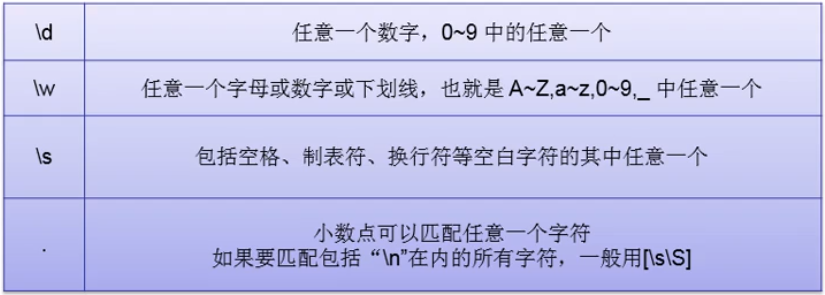 \d 任意一个数字，0~9 中的任意一个
\w 任意一个字母或数字或下划线，也就是 A~Z,a~z,0~9,_ 中任意一个
\s 包括空格、制表符、换行符等空白字符的其中任意一个
. 小数点可以匹配任意一个字符
如果要匹配包括“\n”在内的所有字符，一般用[\s\S]